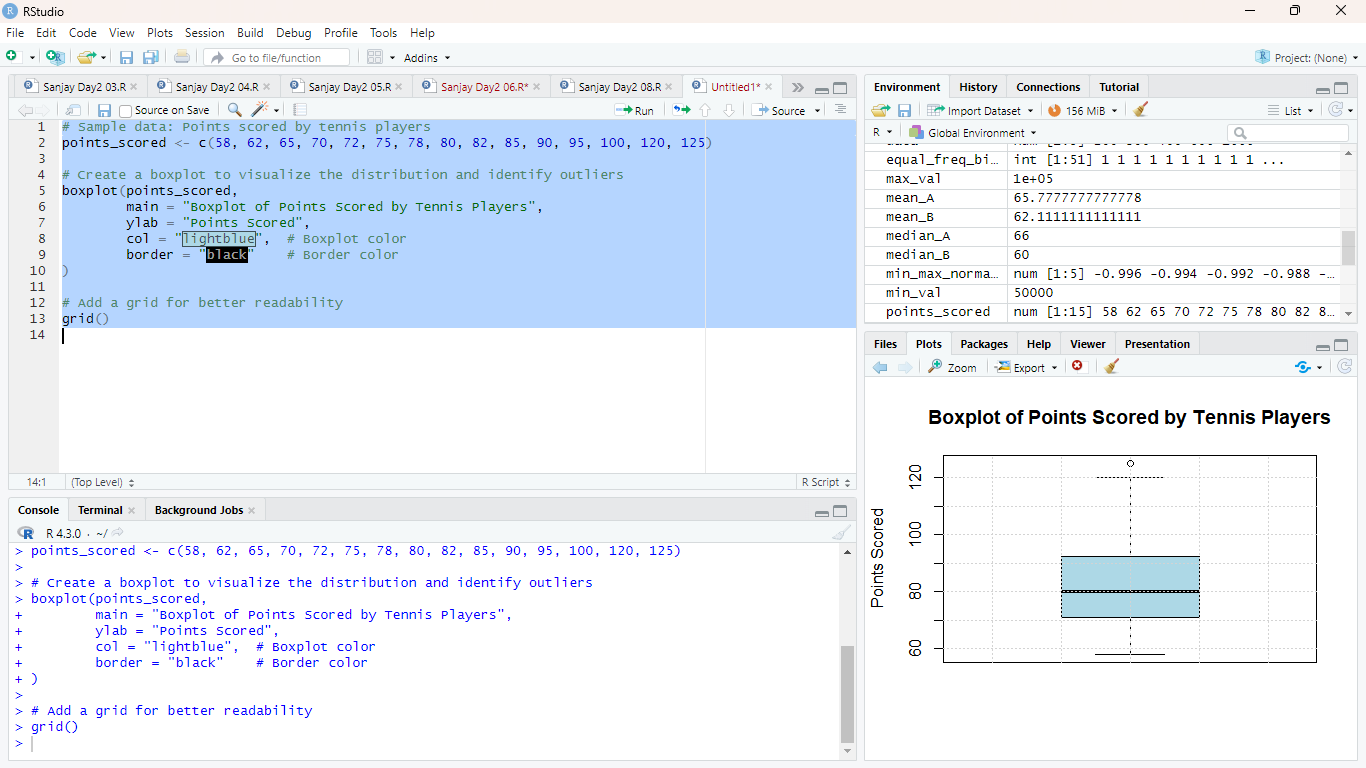 RStudio
File Edit Code View Plots Session Build Debug Profile Tools Help
Go to file/function Addins Project: (None)
Sanjay Day2 03.R Sanjay Day2 04.R Sanjay Day2 05.R Sanjay Day2 06.R* Sanjay Day2 08.R Untitled1*
Source on Save Run Source
1 # Sample data: Points scored by tennis players
2 points_scored <- c(58, 62, 65, 70, 72, 75, 78, 80, 82, 85, 90, 95, 100, 120, 125)
3
4 # Create a boxplot to visualize the distribution and identify outliers
5 boxplot(points_scored,
6 main = "Boxplot of Points Scored by Tennis Players",
7 ylab = "Points Scored",
8 col = "lightblue", # Boxplot color
9 border = "black" # Border color
10 )
11
12 # Add a grid for better readability
13 grid()
14
14:1 (Top Level) R Script
Console Terminal Background Jobs
R 4.3.0 · ~/
> points_scored <- c(58, 62, 65, 70, 72, 75, 78, 80, 82, 85, 90, 95, 100, 120, 125)
>
> # Create a boxplot to visualize the distribution and identify outliers
> boxplot(points_scored,
+ main = "Boxplot of Points Scored by Tennis Players",
+ ylab = "Points Scored",
+ col = "lightblue", # Boxplot color
+ border = "black" # Border color
+ )
>
> # Add a grid for better readability
> grid()
>
Environment History Connections Tutorial
Import Dataset 156 MiB List
R Global Environment
equal_freq_bi… int [1:51] 1 1 1 1 1 1 1 1 1 1 ...
max_val 1e+05
mean_A 65.7777777777778
mean_B 62.1111111111111
median_A 66
median_B 60
min_max_norma… num [1:5] -0.996 -0.994 -0.992 -0.988 -…
min_val 50000
points_scored num [1:15] 58 62 65 70 72 75 78 80 82 8…
Files Plots Packages Help Viewer Presentation
Zoom Export
Boxplot of Points Scored by Tennis Players
Points Scored
120
100
80
60